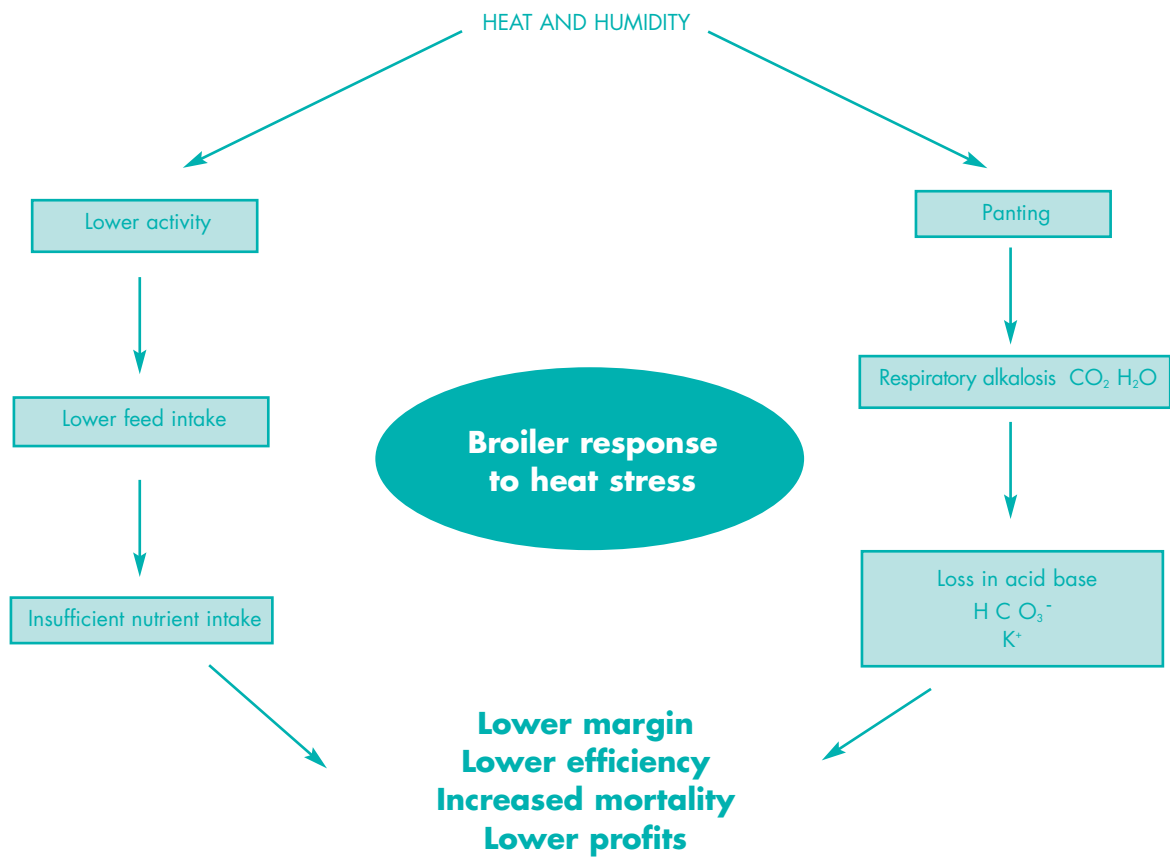 HEAT AND HUMIDITY
Lower activity
Panting
Lower feed intake
Respiratory alkalosis CO₂ H₂O
Broiler response
to heat stress
Insufficient nutrient intake
Loss in acid base
H C O₃⁻
K⁺
Lower margin
Lower efficiency
Increased mortality
Lower profits